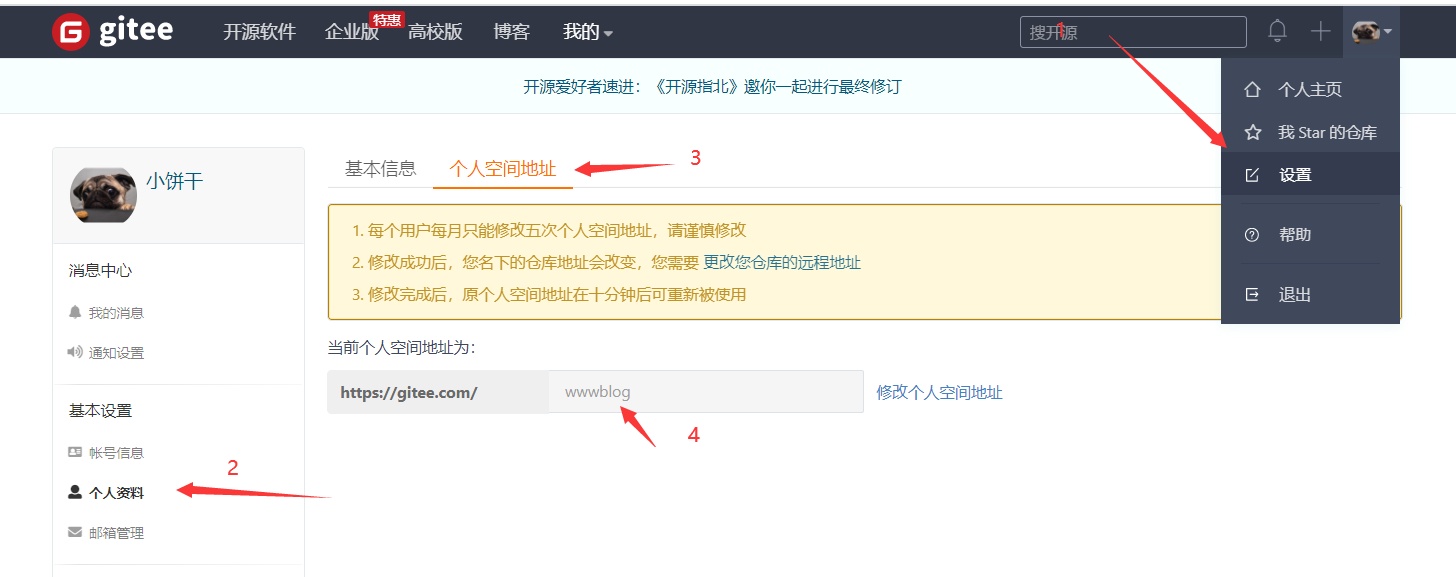 gitee 开源软件 企业版 特惠 高校版 博客 我的 搜开源
1
开源爱好者速进：《开源指北》邀你一起进行最终修订
个人主页
我 Star 的仓库
设置
帮助
退出
小饼干
消息中心
我的消息
通知设置
基本设置
帐号信息
2
个人资料
邮箱管理
基本信息 个人空间地址 3
1. 每个用户每月只能修改五次个人空间地址，请谨慎修改
2. 修改成功后，您名下的仓库地址会改变，您需要 更改您仓库的远程地址
3. 修改完成后，原个人空间地址在十分钟后可重新被使用
当前个人空间地址为：
https://gitee.com/ wwwblog 修改个人空间地址
4